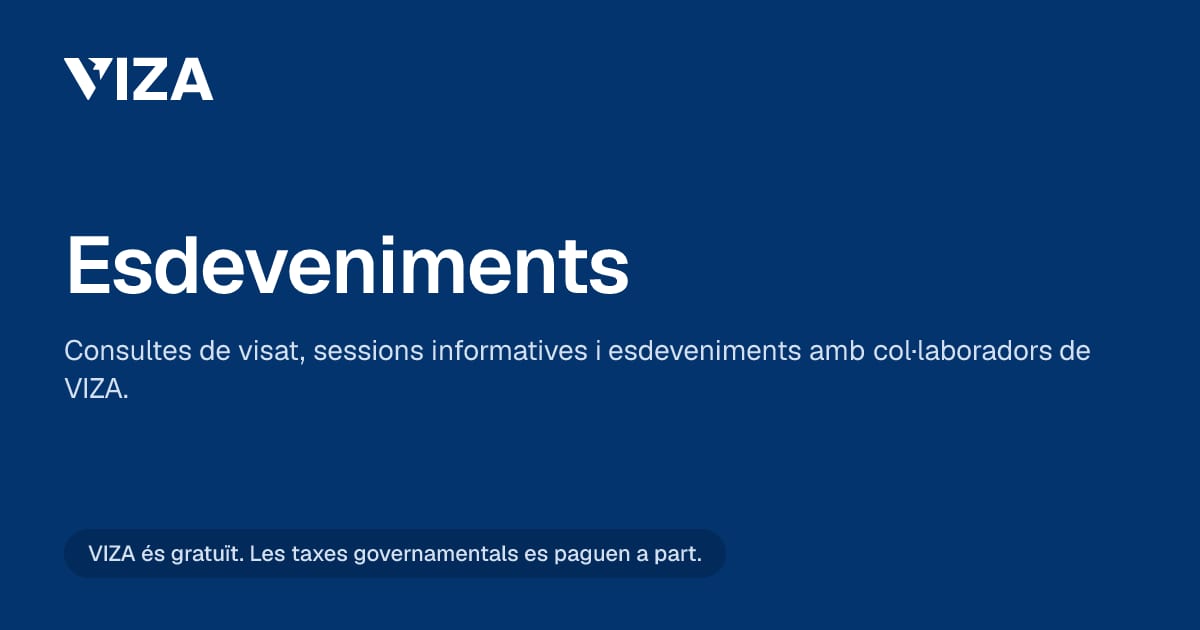 VIZA
Esdeveniments
Consultes de visat, sessions informatives i esdeveniments amb col·laboradors de
VIZA.
VIZA és gratuït. Les taxes governamentals es paguen a part.